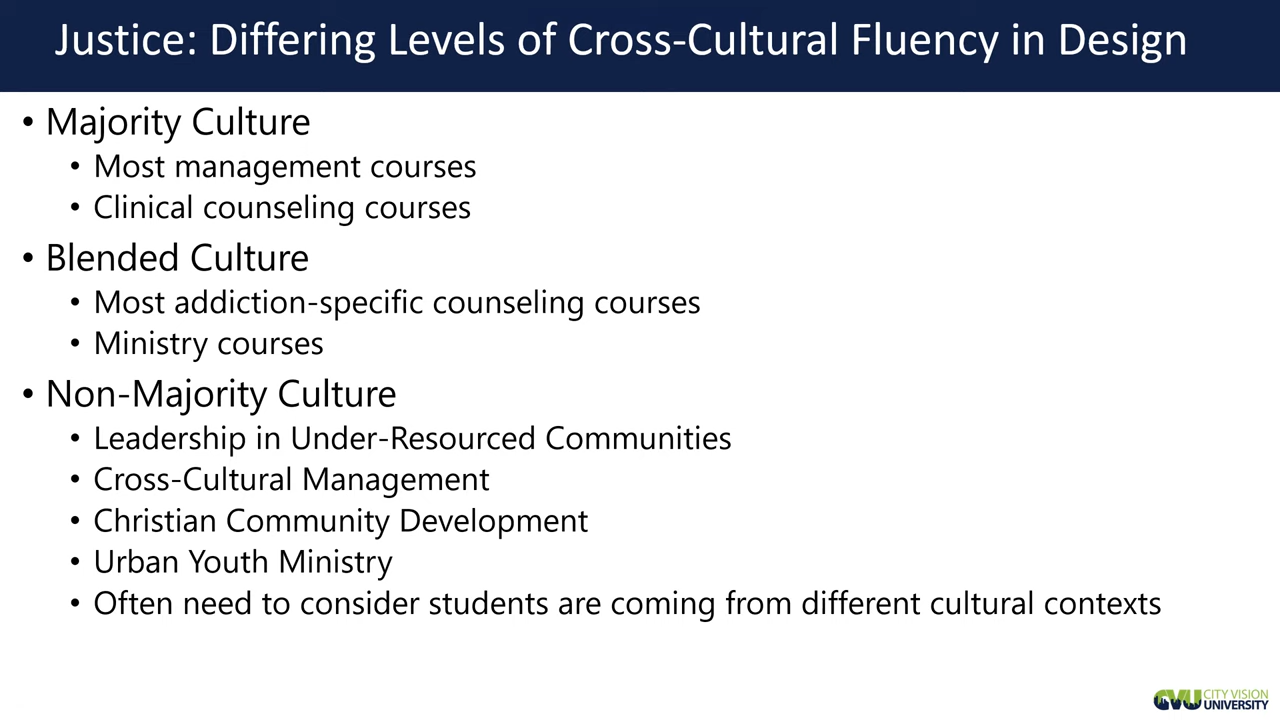 Justice: Differing Levels of Cross-Cultural Fluency in Design
• Majority Culture
• Most management courses
• Clinical counseling courses
• Blended Culture
• Most addiction-specific counseling courses
• Ministry courses
• Non-Majority Culture
• Leadership in Under-Resourced Communities
• Cross-Cultural Management
• Christian Community Development
• Urban Youth Ministry
• Often need to consider students are coming from different cultural contexts
CVU CITY VISION
UNIVERSITY